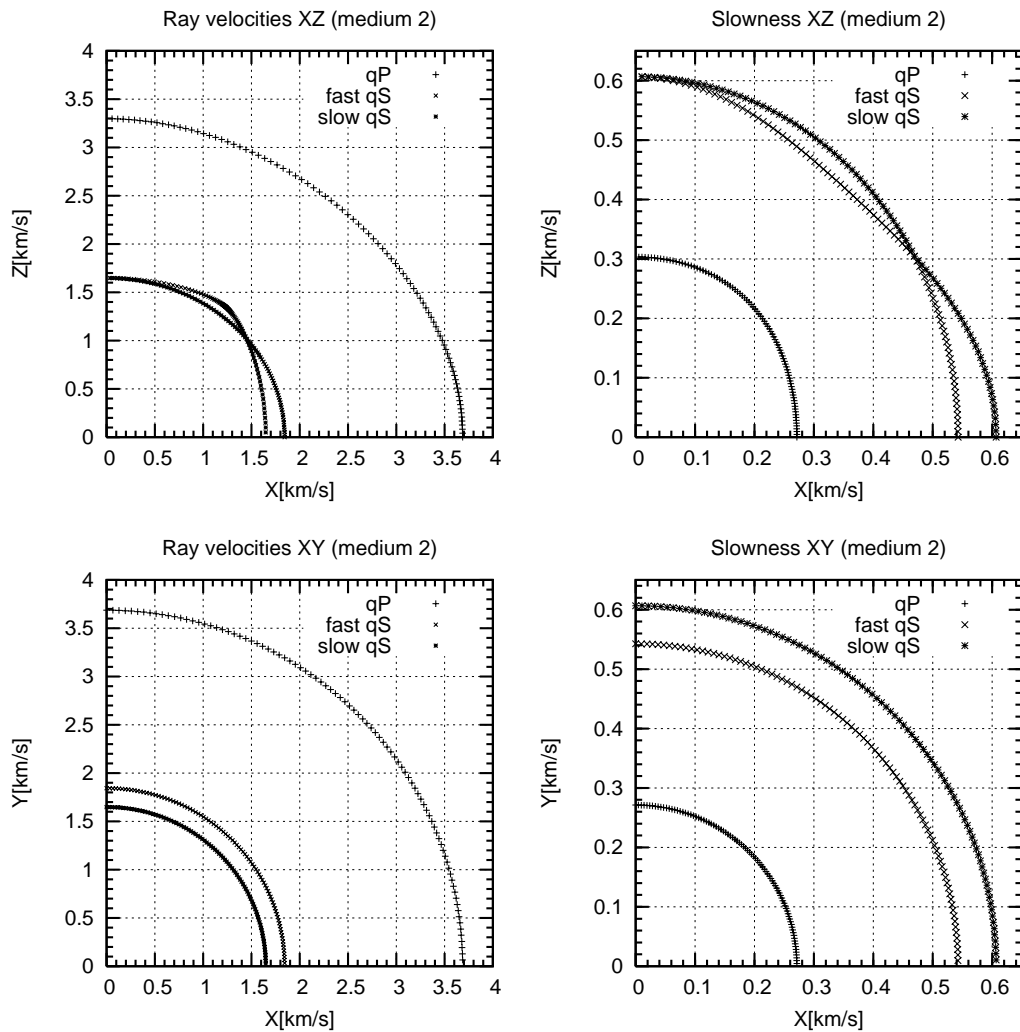 Ray velocities XZ (medium 2)
qP
fast qS
slow qS
4
3.5
3
2.5
2
1.5
1
0.5
0
Z[km/s]
0 0.5 1 1.5 2 2.5 3 3.5 4
X[km/s]
Slowness XZ (medium 2)
qP
fast qS
slow qS
0.6
0.5
0.4
0.3
0.2
0.1
0
Z[km/s]
0 0.1 0.2 0.3 0.4 0.5 0.6
X[km/s]
Ray velocities XY (medium 2)
qP
fast qS
slow qS
4
3.5
3
2.5
2
1.5
1
0.5
0
Y[km/s]
0 0.5 1 1.5 2 2.5 3 3.5 4
X[km/s]
Slowness XY (medium 2)
qP
fast qS
slow qS
0.6
0.5
0.4
0.3
0.2
0.1
0
Y[km/s]
0 0.1 0.2 0.3 0.4 0.5 0.6
X[km/s]